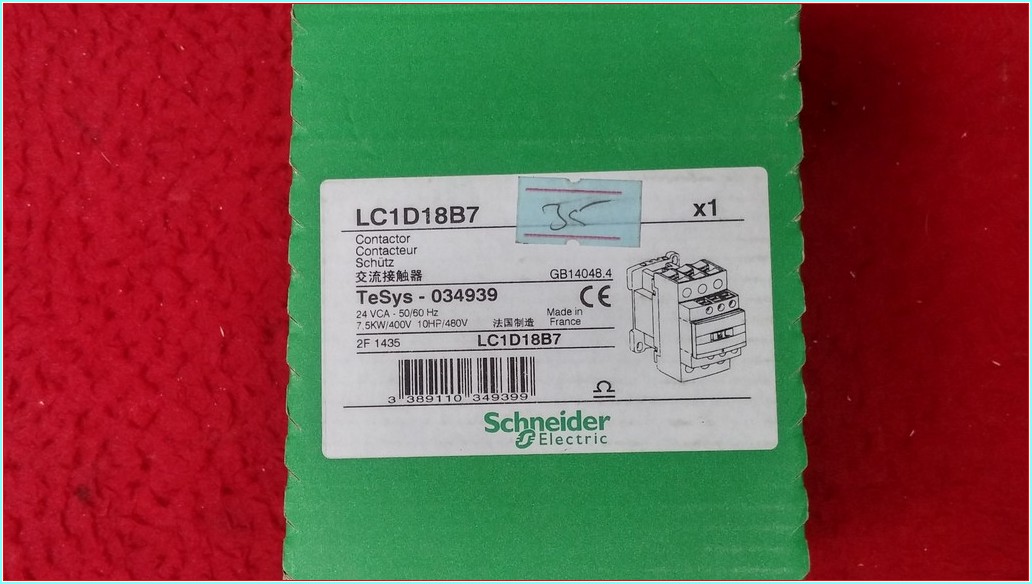 LC1D18B7
35
x1
Contactor
Contacteur
Schütz
交流接触器
GB14048.4
TeSys - 034939
CE
24 VCA - 50/60 Hz
7.5KW/400V 10HP/480V
法国制造
Made in
France
2F 1435
LC1D18B7
3 389110 349399
Schneider
Electric